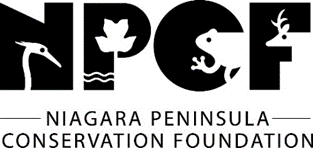 NPCF
NIAGARA PENINSULA
CONSERVATION FOUNDATION